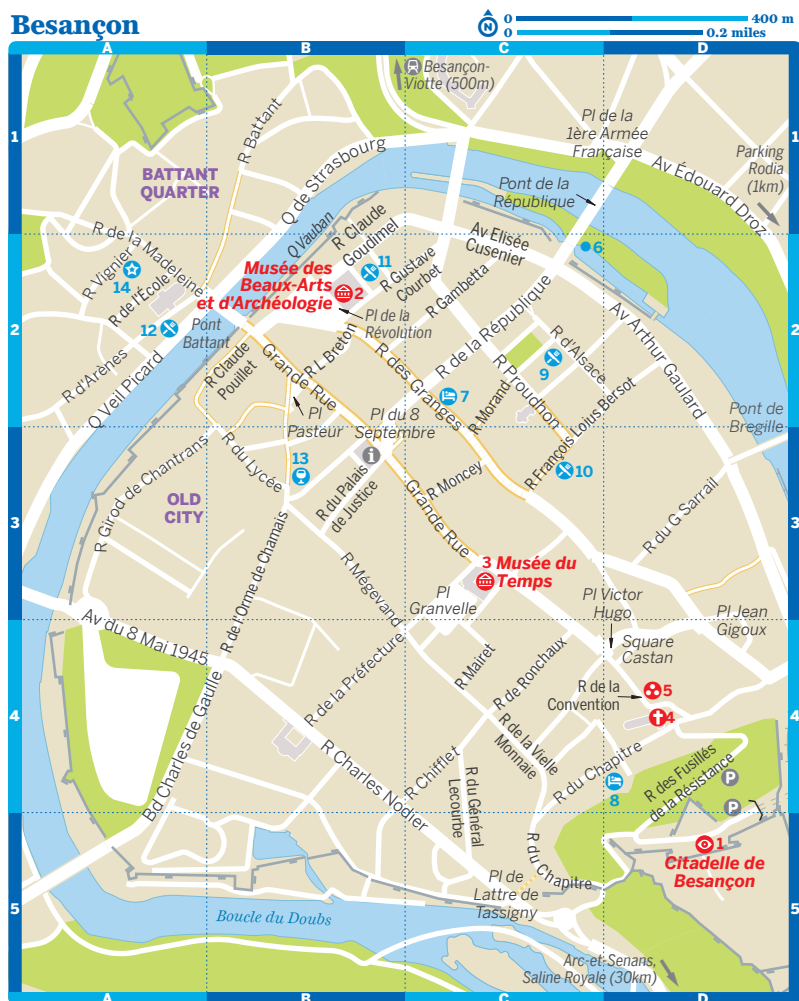 Besançon
N
0
400 m
0
0.2 miles
A
B
C
D
1
1
2
2
3
3
4
4
5
5
A
B
C
D
Besançon-
Viotte (500m)
Pl de la
1ère Armée
Française
Av Édouard Droz
Parking
Rodia
(1km)
R Battant
BATTANT
QUARTER
Q de Strasbourg
Pont de la
République
Q Vauban
R Claude
Goudimel
Av Elisée
Cusenier
6
R de la Madeleine
R Vignier
14
R de l'École
Musée des
Beaux-Arts
et d'Archéologie
2
11
R Gustave
Courbet
R Gambetta
Pl de la
Révolution
12
Pont
Battant
R d'Arènes
Q Veil Picard
R Claude
Pouillet
Grande Rue
R L Breton
R des Granges
R de la République
R Proudhon
R d'Alsace
9
Av Arthur Gaulard
7
R Morand
R François Loius Bersot
Pont de
Bregille
Pl
Pasteur
Pl du 8
Septembre
i
10
R Girod de Chantrans
R du Lycée
13
OLD
CITY
R du Palais
de Justice
R Moncey
Grande Rue
R du G Sarrail
3 Musée du
Temps
R de l'Orme de Chamais
R Mégevand
Pl
Granvelle
Pl Victor
Hugo
Pl Jean
Gigoux
Av du 8 Mai 1945
R de la Préfecture
R Mairet
R de Ronchaux
Square
Castan
R de la
Convention
5
4
Bd Charles de Gaulle
R Charles Nodier
R Chifflet
R de la Vielle
Monnaie
R du Chapitre
8
R des Fusillés
de la Résistance
P
P
R du Général
Lecourbe
R du Chapitre
1
Citadelle de
Besançon
Pl de
Lattre de
Tassigny
Boucle du Doubs
Arc-et-Senans,
Saline Royale (30km)